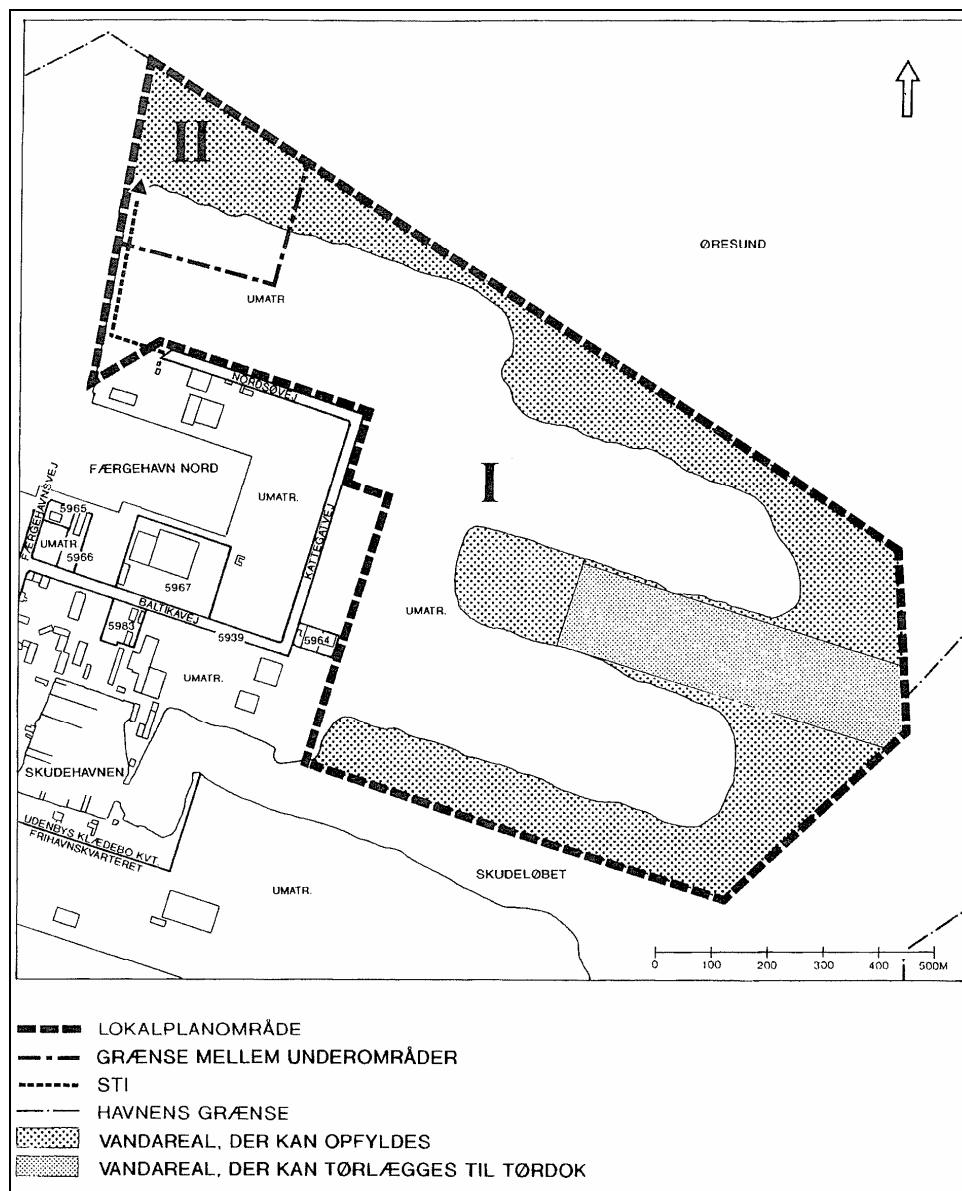 II
ØRESUND
UMATR
NORDSØVEJ
FÆRGEHAVN NORD
I
UMATR.
KATTEGATVEJ
FÆRGEHAVNSVEJ
5965
UMATR
5966
5967
E
UMATR.
BALTIKAVEJ
5983
5939
5964
UMATR.
SKUDEHAVNEN
UDENBYS KLÆDEBO KVT.
FRIHAVNSKVARTERET
SKUDELØBET
UMATR.
0 100 200 300 400 500M
LOKALPLANOMRÅDE
GRÆNSE MELLEM UNDEROMRÅDER
STI
HAVNENS GRÆNSE
VANDAREAL, DER KAN OPFYLDES
VANDAREAL, DER KAN TØRLÆGGES TIL TØRDOK